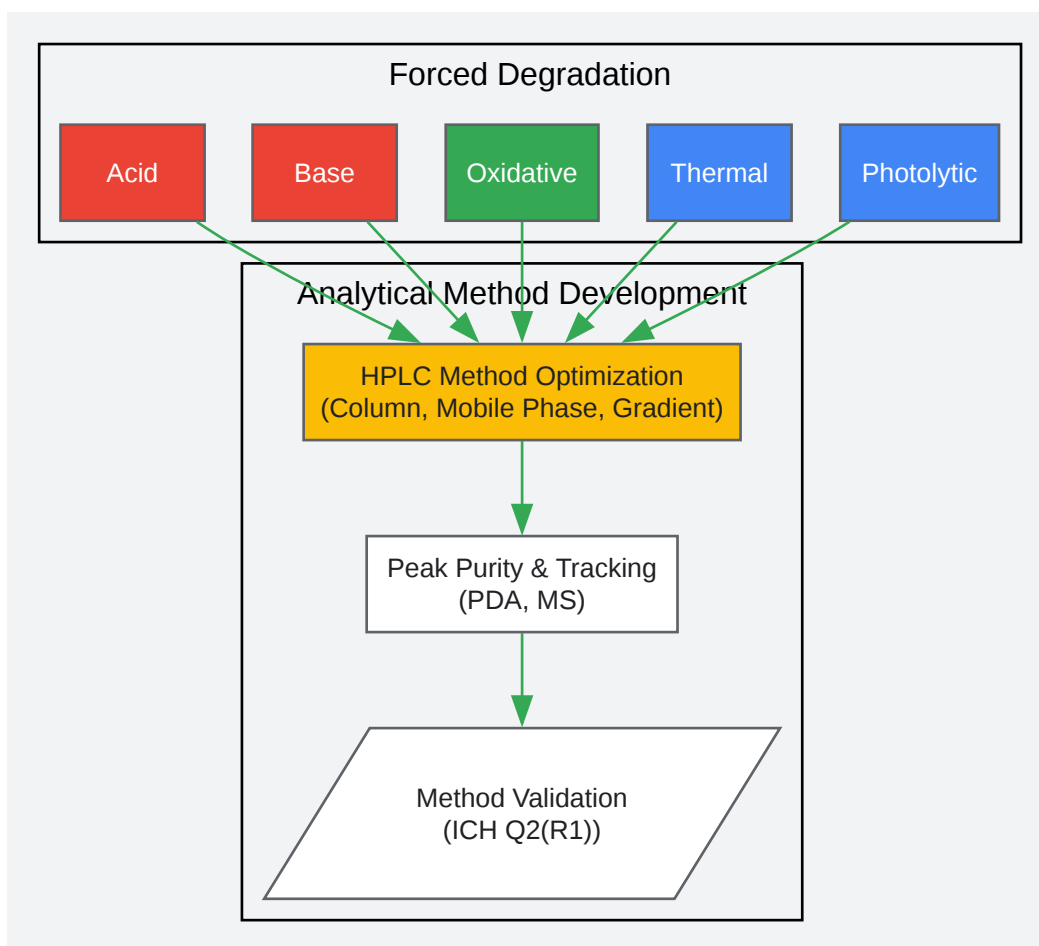 Forced Degradation
Acid
Base
Oxidative
Thermal
Photolytic
Analytical Method Development
HPLC Method Optimization
(Column, Mobile Phase, Gradient)
Peak Purity & Tracking
(PDA, MS)
Method Validation
(ICH Q2(R1))